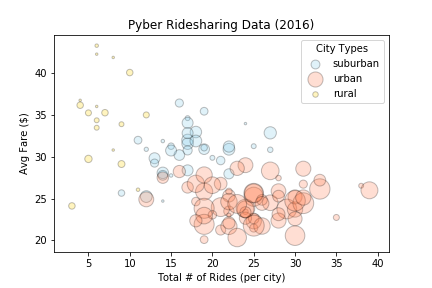 Pyber Ridesharing Data (2016)
City Types
suburban
urban
rural
Avg Fare ($)
40
35
30
25
20
5 10 15 20 25 30 35 40
Total # of Rides (per city)